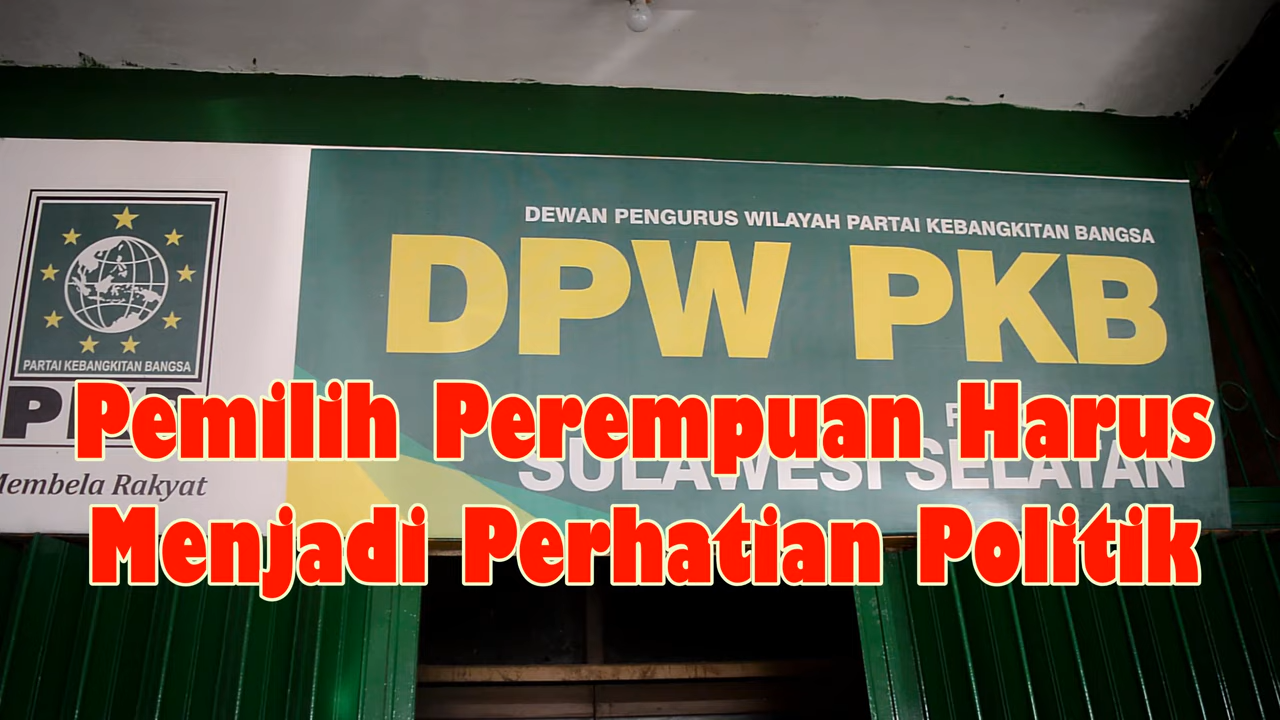 DEWAN PENGURUS WILAYAH PARTAI KEBANGKITAN BANGSA
DPW PKB
SULAWESI SELATAN
PARTAI KEBANGKITAN BANGSA
PKB
Membela Rakyat
Pemilih Perempuan Harus
Menjadi Perhatian Politik